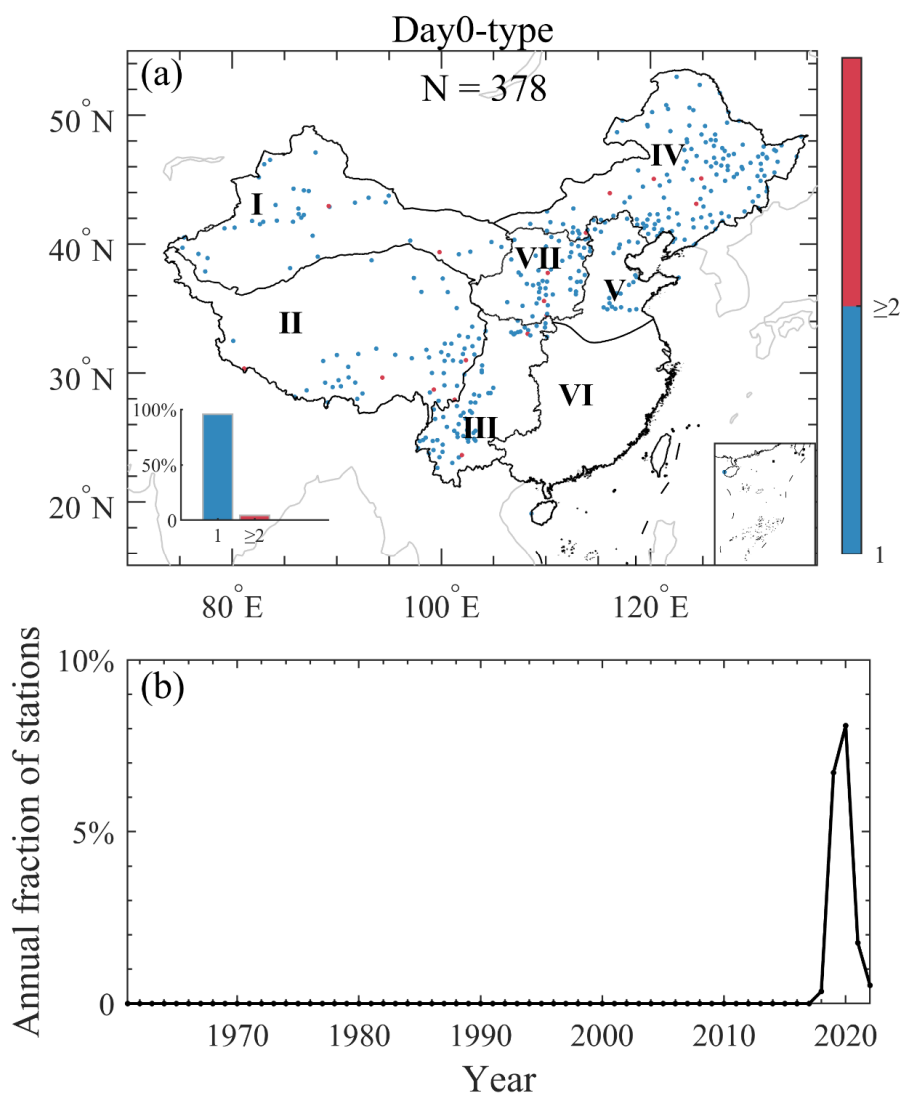 Day0-type
(a)
N = 378
50°N
40°N
30°N
20°N
I
II
III
IV
V
VI
VII
100%
50%
0
1
≥2
≥2
1
80°E
100°E
120°E
(b)
10%
5%
0
Annual fraction of stations
1970
1980
1990
2000
2010
2020
Year